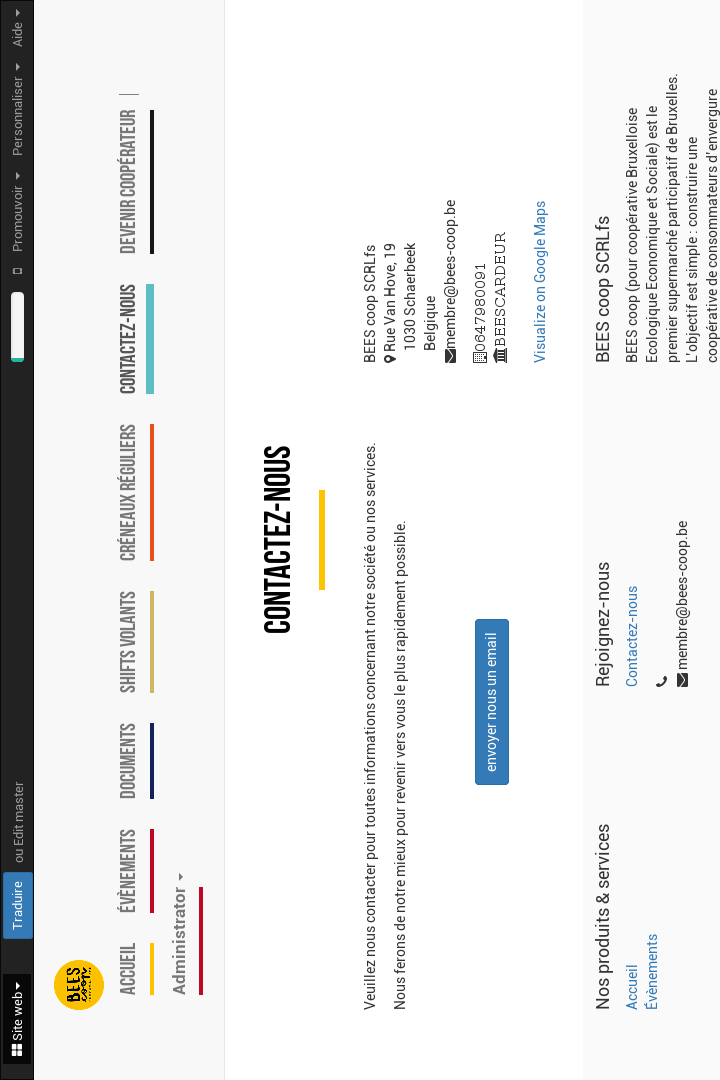 Site web
Traduire
ou Edit master
Promouvoir
Personnaliser
Aide
BEES
coop
ACCUEIL
ÉVÈNEMENTS
DOCUMENTS
SHIFTS VOLANTS
CRÉNEAUX RÉGULIERS
CONTACTEZ-NOUS
DEVENIR COOPÉRATEUR
Administrator
CONTACTEZ-NOUS
Veuillez nous contacter pour toutes informations concernant notre société ou nos services.
Nous ferons de notre mieux pour revenir vers vous le plus rapidement possible.
envoyer nous un email
BEES coop SCRLfs
Rue Van Hove, 19
1030 Schaerbeek
Belgique
membre@bees-coop.be
0647980091
BEESCARDEUR
Visualize on Google Maps
Nos produits & services
Accueil
Évènements
Rejoignez-nous
Contactez-nous
membre@bees-coop.be
BEES coop SCRLfs
BEES coop (pour coopérative Bruxelloise
Ecologique Economique et Sociale) est le
premier supermarché participatif de Bruxelles.
L'objectif est simple : construire une
coopérative de consommateurs d'envergure